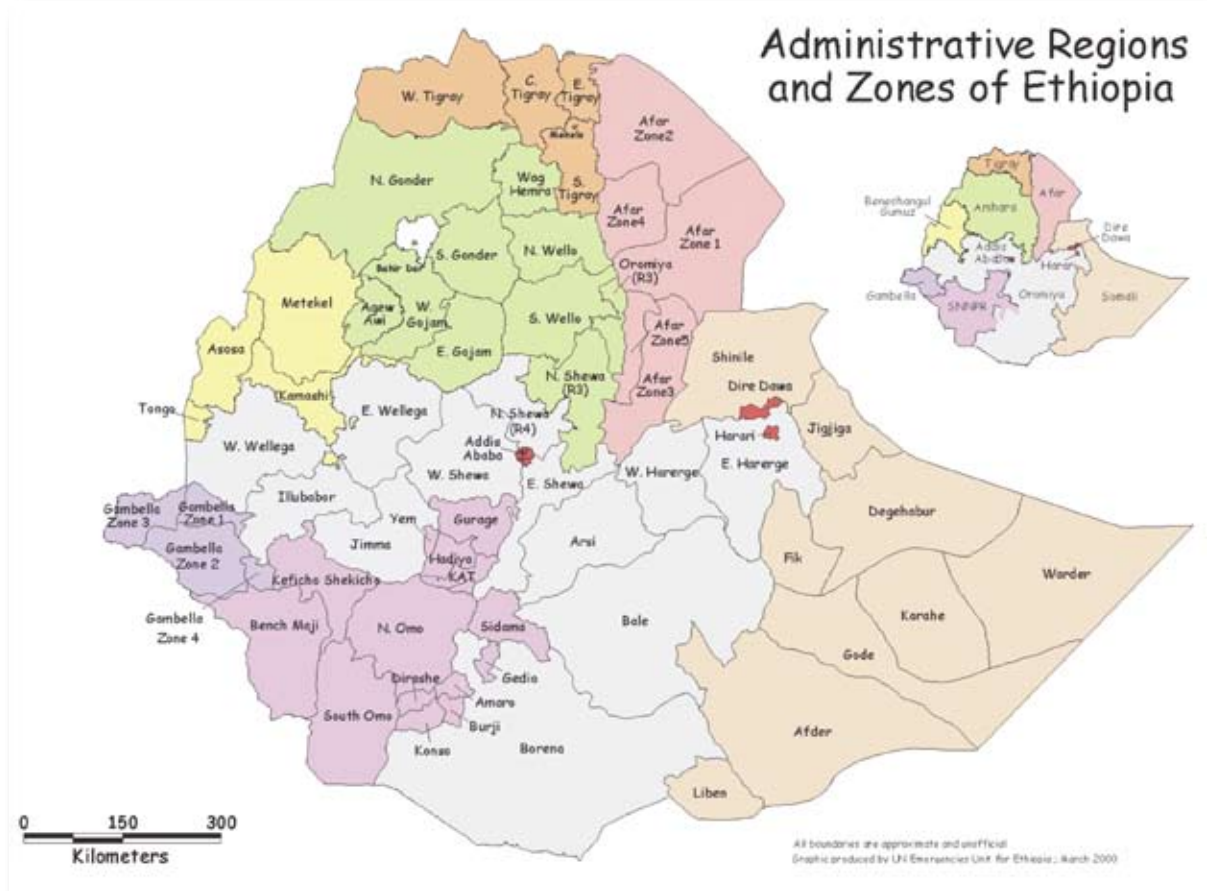 Administrative Regions
and Zones of Ethiopia
W. Tigray
C.
Tigray
E.
Tigray
Mekele
S.
Tigray
Afar
Zone2
N. Gonder
Wag
Hemra
Afar
Zone4
Afar
Zone 1
Bahir Dar
S. Gonder
N. Wello
Oromiya
(R3)
Metekel
Agew
Awi
W.
Gojam
E. Gojam
S. Wello
Afar
Zone5
Asosa
Kamashi
N. Shewa
(R3)
Afar
Zone3
Shinile
Dire Dawa
Tongo
E. Wellega
N. Shewa
(R4)
Harari
Jigjiga
W. Wellega
Addis
Ababa
W. Shewa
E. Shewa
W. Harerge
E. Harerge
Illubabor
Gambella
Zone 3
Gambella
Zone 1
Yem
Gurage
Degehabur
Jimma
Arsi
Gambella
Zone 2
Hadiya
KAT
Fik
Warder
Keficho Shekicho
Gambella
Zone 4
Bench Maji
N. Omo
Sidama
Bale
Korahe
Gode
Gedio
Dirashe
Amaro
South Omo
Burji
Konso
Borena
Afder
Liben
Tigray
Afar
Beneshangul
Gumuz
Amhara
Dire
Dawa
Addis
Harari
Gambella
SNNPR
Oromiya
Somali
0 150 300
Kilometers
All boundaries are approximate and unofficial
Graphic produced by UN Emergencies Unit for Ethiopia; March 2000